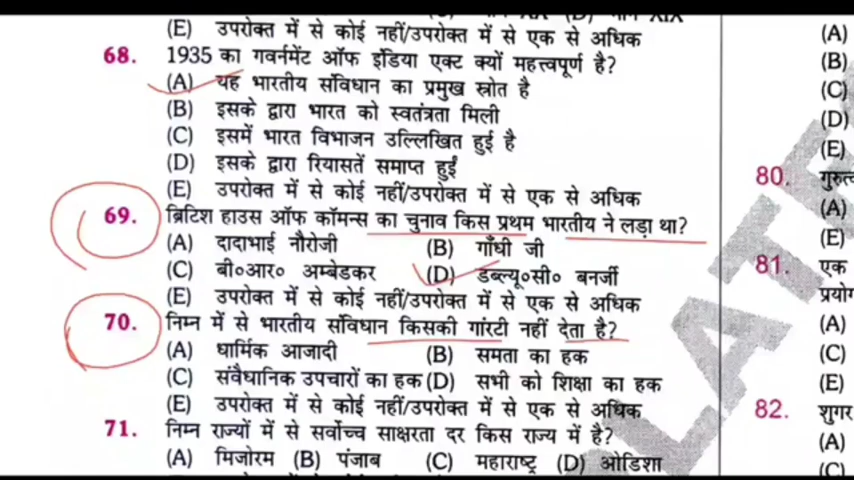 (D) भाग XIX
(E) उपरोक्त में से कोई नहीं/उपरोक्त में से एक से अधिक
68. 1935 का गवर्नमेंट ऑफ इंडिया एक्ट क्यों महत्त्वपूर्ण है?
(A) यह भारतीय संविधान का प्रमुख स्रोत है
(B) इसके द्वारा भारत को स्वतंत्रता मिली
(C) इसमें भारत विभाजन उल्लिखित हुई है
(D) इसके द्वारा रियासतें समाप्त हुईं
(E) उपरोक्त में से कोई नहीं/उपरोक्त में से एक से अधिक
69. ब्रिटिश हाउस ऑफ कॉमन्स का चुनाव किस प्रथम भारतीय ने लड़ा था?
(A) दादाभाई नौरोजी (B) गाँधी जी
(C) बी०आर० अम्बेडकर (D) डब्ल्यू०सी० बनर्जी
(E) उपरोक्त में से कोई नहीं/उपरोक्त में से एक से अधिक
70. निम्न में से भारतीय संविधान किसकी गांरटी नहीं देता है?
(A) धार्मिक आजादी (B) समता का हक
(C) संवैधानिक उपचारों का हक (D) सभी को शिक्षा का हक
(E) उपरोक्त में से कोई नहीं/उपरोक्त में से एक से अधिक
71. निम्न राज्यों में से सर्वोच्च साक्षरता दर किस राज्य में है?
(A) मिजोरम (B) पंजाब (C) महाराष्ट्र (D) ओडिशा
(A)
(B)
(C)
(D)
(E)
80.
(A)
(E)
81. एक
(A)
(C)
(E)
82. शुगर
(A)
(C)
PLATE